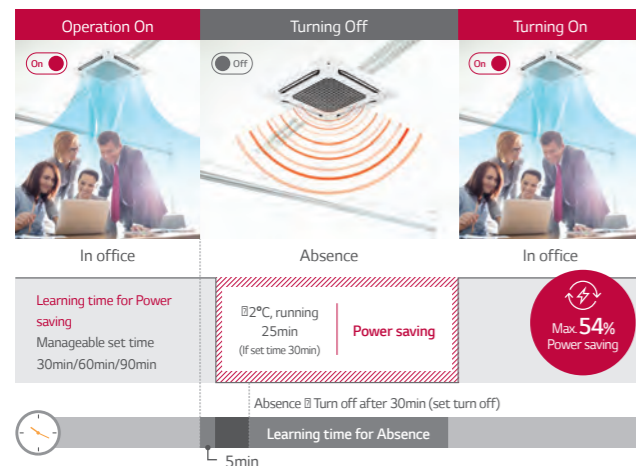 Operation On
Turning Off
Turning On
On
Off
On
In office
Absence
In office
Learning time for Power
saving
Manageable set time
30min/60min/90min
2°C, running
25min
(If set time 30min)
Power saving
Max. 54%
Power saving
Absence Turn off after 30min (set turn off)
Learning time for Absence
5min